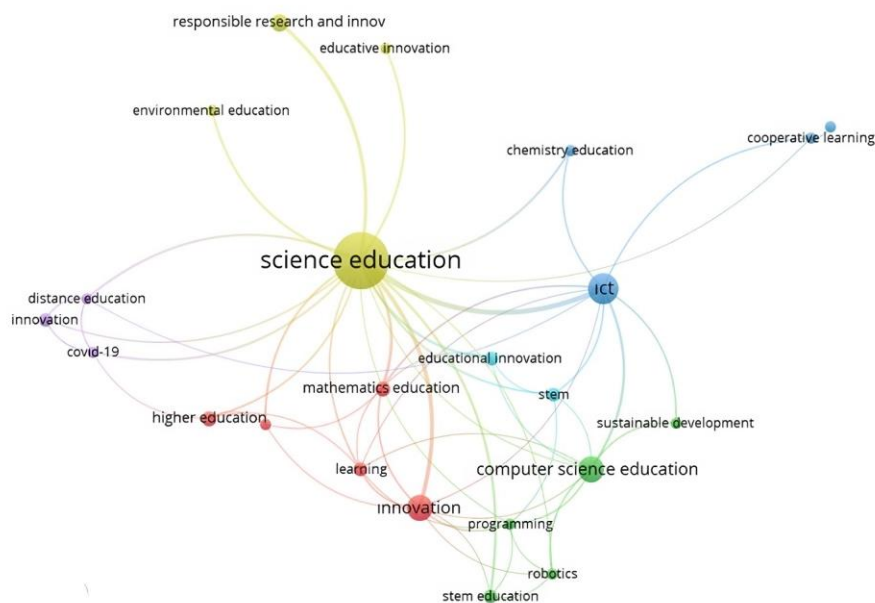 responsible research and innov
educative innovation
environmental education
cooperative learning
chemistry education
science education
ict
distance education
innovation
covid-19
educational innovation
mathematics education
stem
higher education
sustainable development
learning
computer science education
innovation
programming
robotics
stem education